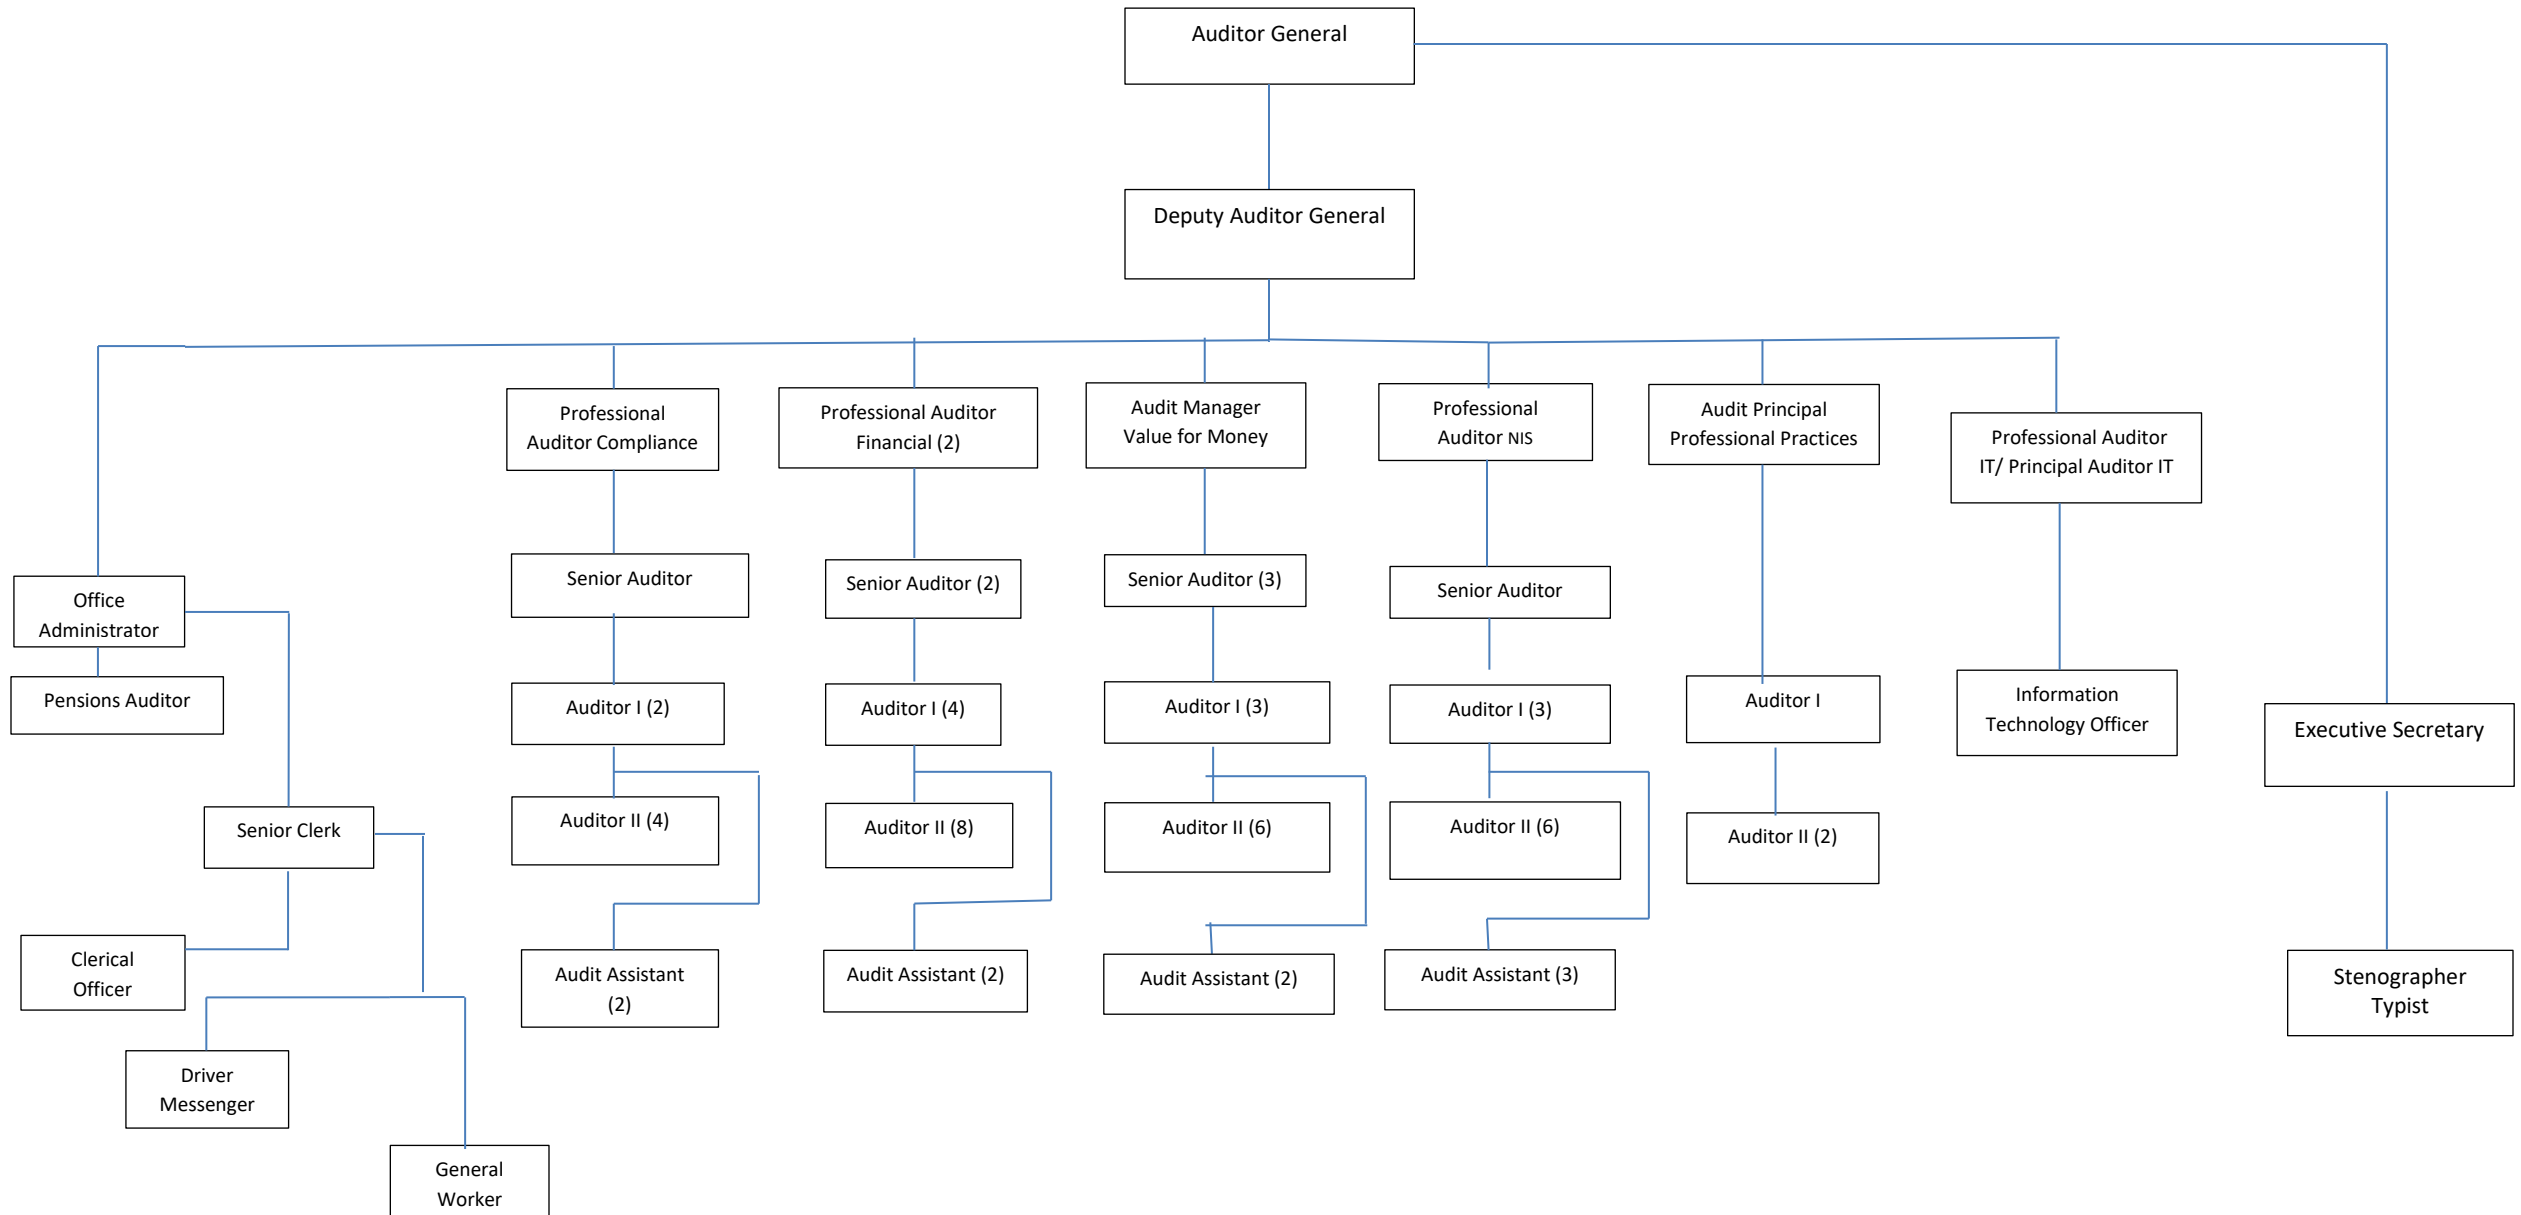 Auditor General
Deputy Auditor General
Professional
Auditor Compliance
Professional Auditor
Financial (2)
Audit Manager
Value for Money
Professional
Auditor NIS
Audit Principal
Professional Practices
Professional Auditor
IT/ Principal Auditor IT
Office
Administrator
Senior Auditor
Senior Auditor (2)
Senior Auditor (3)
Senior Auditor
Pensions Auditor
Auditor I (2)
Auditor I (4)
Auditor I (3)
Auditor I (3)
Auditor I
Information
Technology Officer
Executive Secretary
Senior Clerk
Auditor II (4)
Auditor II (8)
Auditor II (6)
Auditor II (6)
Auditor II (2)
Clerical
Officer
Audit Assistant
(2)
Audit Assistant (2)
Audit Assistant (2)
Audit Assistant (3)
Stenographer
Typist
Driver
Messenger
General
Worker